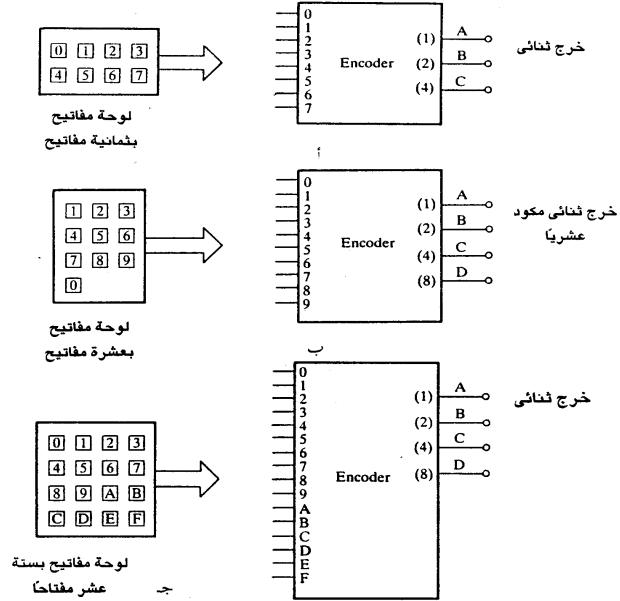 0 1 2 3
4 5 6 7
لوحة مفاتيح
بثمانية مفاتيح
0
1
2
3
4
5
6
7
Encoder
(1) A
(2) B
(4) C
خرج ثنائى
أ
1 2 3
4 5 6
7 8 9
0
لوحة مفاتيح
بعشرة مفاتيح
0
1
2
3
4
5
6
7
8
9
Encoder
(1) A
(2) B
(4) C
(8) D
خرج ثنائى مكود
عشريًا
ب
0 1 2 3
4 5 6 7
8 9 A B
C D E F
لوحة مفاتيح بستة
عشر مفتاحًا
0
1
2
3
4
5
6
7
8
9
A
B
C
D
E
F
Encoder
(1) A
(2) B
(4) C
(8) D
خرج ثنائى
جـ